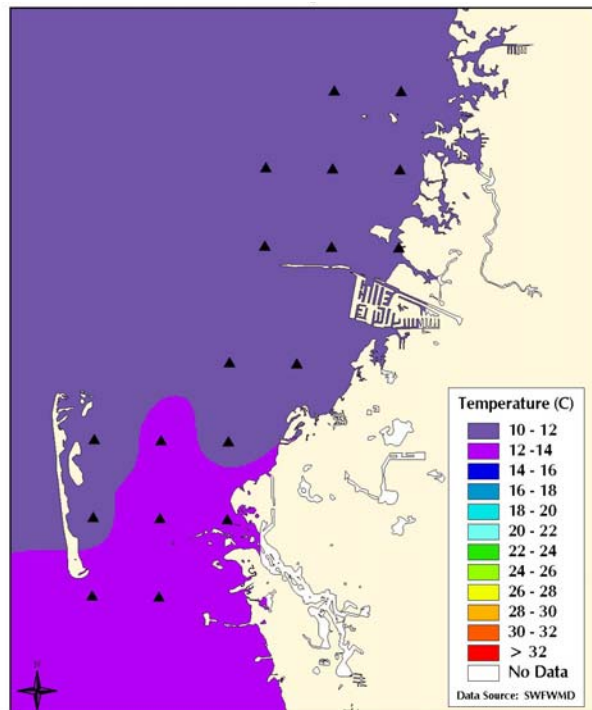 Temperature (C)
10 - 12
12 -14
14 - 16
16 - 18
18 - 20
20 - 22
22 - 24
24 - 26
26 - 28
28 - 30
30 - 32
> 32
No Data
Data Source: SWFWMD
N